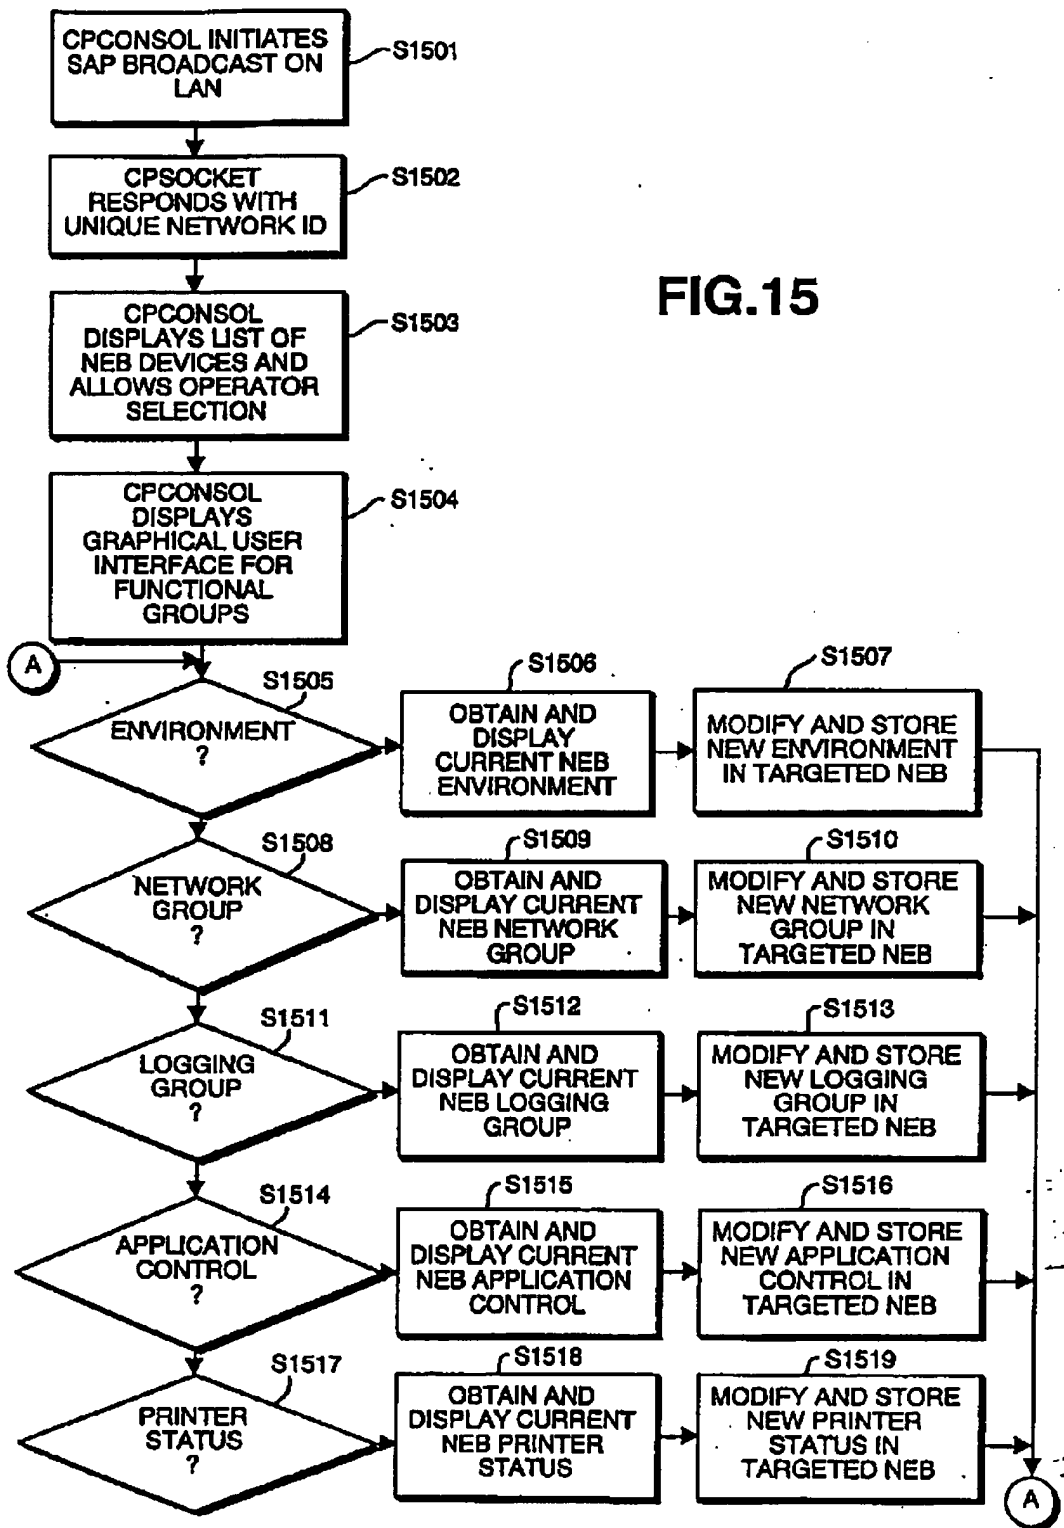 CPCONSOL INITIATES
SAP BROADCAST ON
LAN
S1501
CPSOCKET
RESPONDS WITH
UNIQUE NETWORK ID
S1502
FIG.15
CPCONSOL
DISPLAYS LIST OF
NEB DEVICES AND
ALLOWS OPERATOR
SELECTION
S1503
CPCONSOL
DISPLAYS
GRAPHICAL USER
INTERFACE FOR
FUNCTIONAL
GROUPS
S1504
A
ENVIRONMENT
?
S1505
OBTAIN AND
DISPLAY
CURRENT NEB
ENVIRONMENT
S1506
MODIFY AND STORE
NEW ENVIRONMENT
IN TARGETED NEB
S1507
NETWORK
GROUP
?
S1508
OBTAIN AND
DISPLAY CURRENT
NEB NETWORK
GROUP
S1509
MODIFY AND STORE
NEW NETWORK
GROUP IN
TARGETED NEB
S1510
LOGGING
GROUP
?
S1511
OBTAIN AND
DISPLAY CURRENT
NEB LOGGING
GROUP
S1512
MODIFY AND STORE
NEW LOGGING
GROUP IN
TARGETED NEB
S1513
APPLICATION
CONTROL
?
S1514
OBTAIN AND
DISPLAY CURRENT
NEB APPLICATION
CONTROL
S1515
MODIFY AND STORE
NEW APPLICATION
CONTROL IN
TARGETED NEB
S1516
PRINTER
STATUS
?
S1517
OBTAIN AND
DISPLAY CURRENT
NEB PRINTER
STATUS
S1518
MODIFY AND STORE
NEW PRINTER
STATUS IN
TARGETED NEB
S1519
A